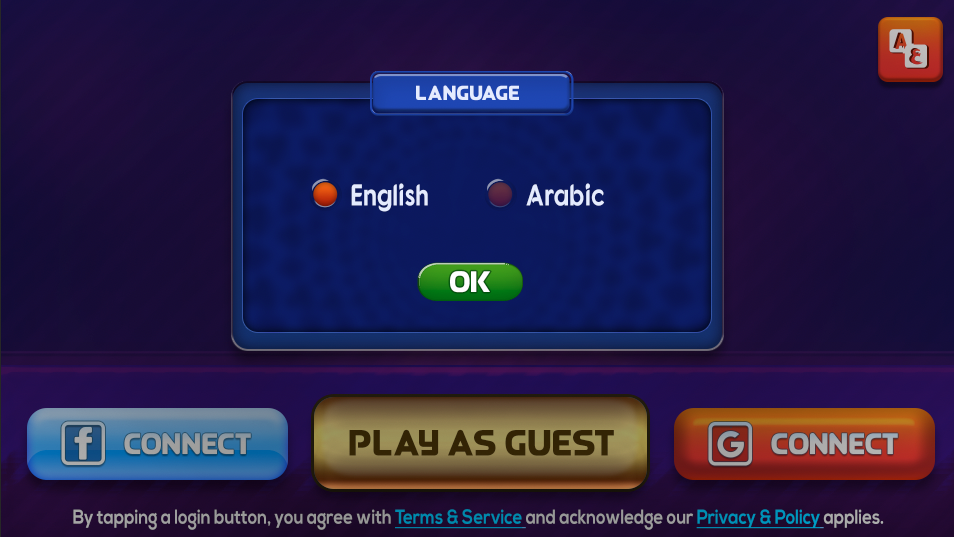 LANGUAGE
English
Arabic
OK
f CONNECT
PLAY AS GUEST
G CONNECT
By tapping a login button, you agree with Terms & Service and acknowledge our Privacy & Policy applies.